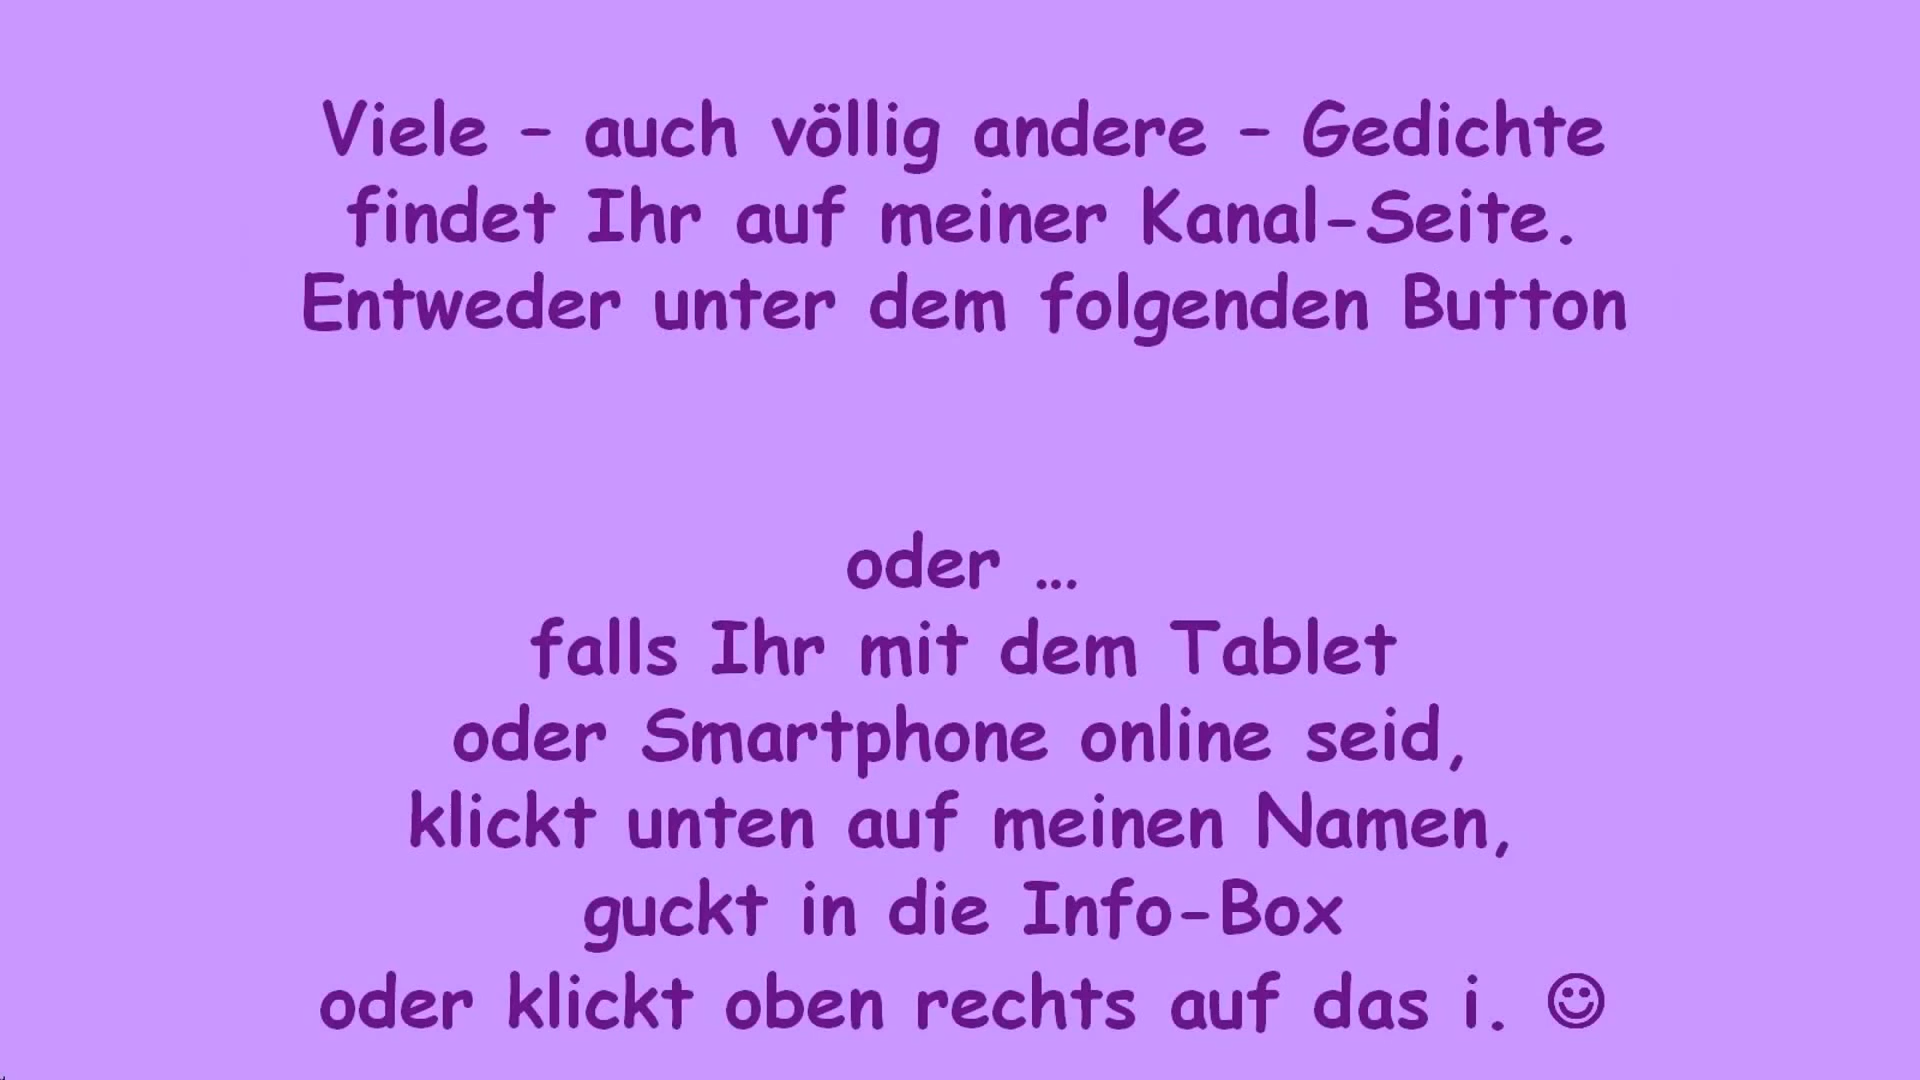 Viele – auch völlig andere – Gedichte
findet Ihr auf meiner Kanal-Seite.
Entweder unter dem folgenden Button
oder ...
falls Ihr mit dem Tablet
oder Smartphone online seid,
klickt unten auf meinen Namen,
guckt in die Info-Box
oder klickt oben rechts auf das i. ☺